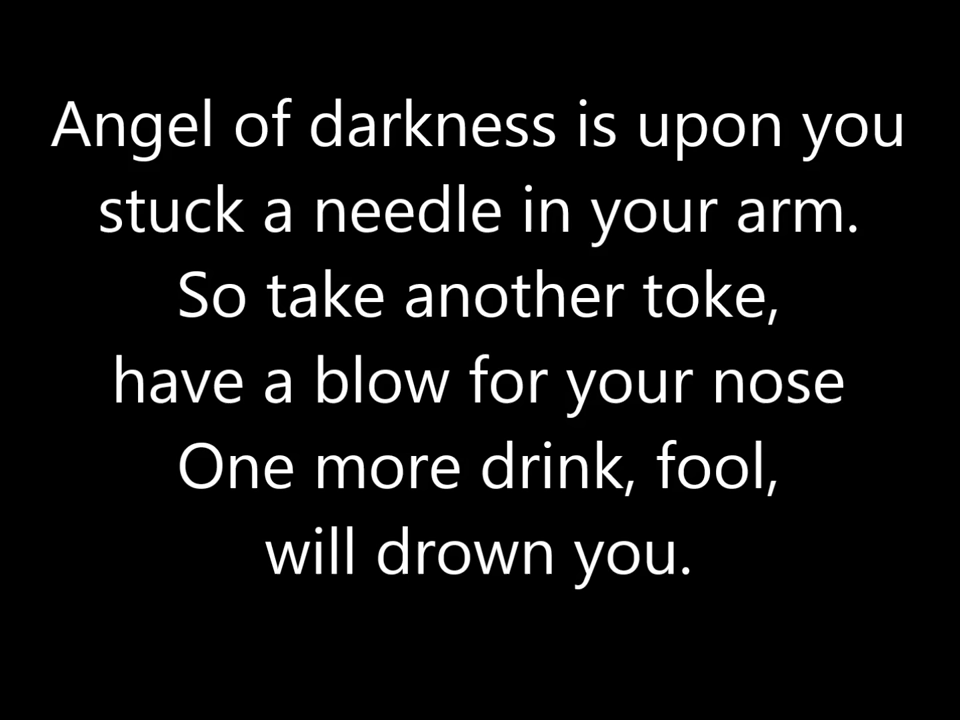 Angel of darkness is upon you
stuck a needle in your arm.
So take another toke,
have a blow for your nose
One more drink, fool,
will drown you.